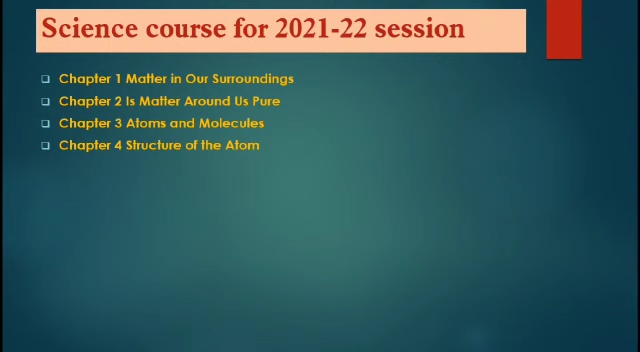 Science course for 2021-22 session
Chapter 1 Matter in Our Surroundings
Chapter 2 Is Matter Around Us Pure
Chapter 3 Atoms and Molecules
Chapter 4 Structure of the Atom